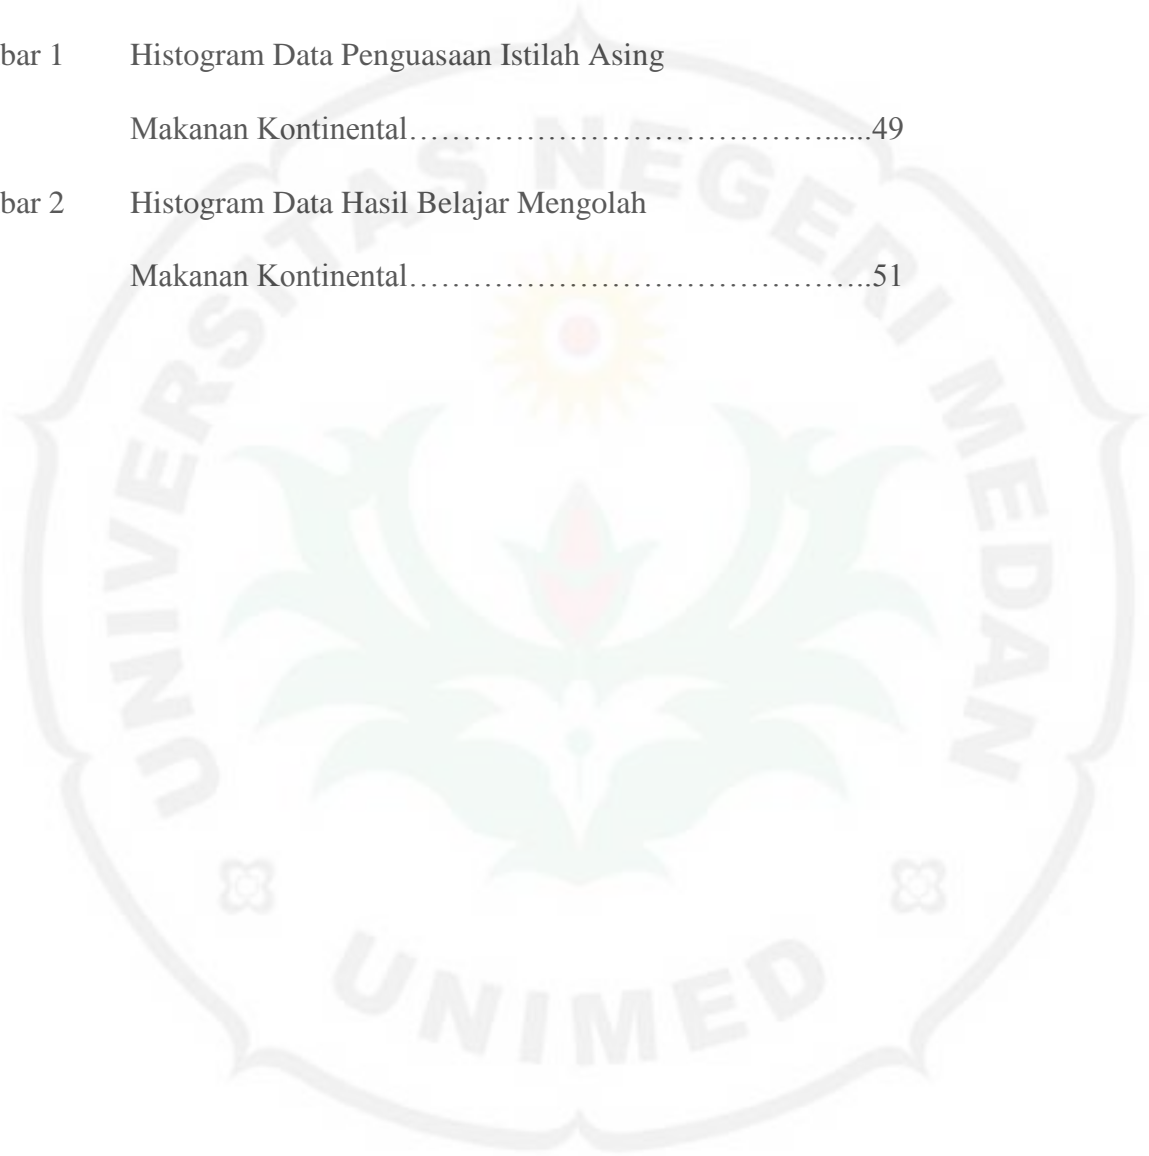 bar 1 Histogram Data Penguasaan Istilah Asing
Makanan Kontinental…………………………………......49
bar 2 Histogram Data Hasil Belajar Mengolah
Makanan Kontinental……………………………………..51
UNIVERSITAS NEGERI MEDAN
UNIMED